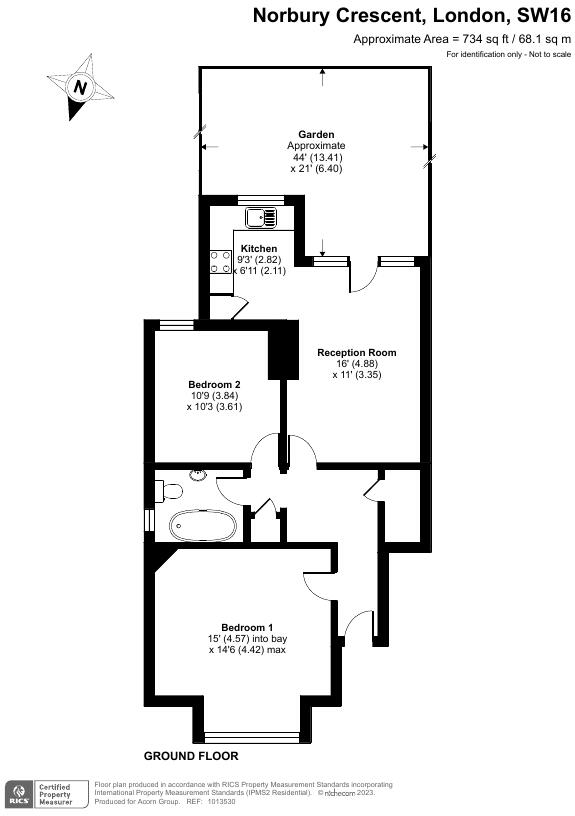 Norbury Crescent, London, SW16
Approximate Area = 734 sq ft / 68.1 sq m
For identification only - Not to scale
N
Garden
Approximate
44' (13.41)
x 21' (6.40)
Kitchen
9'3' (2.82)
x 6'11 (2.11)
Reception Room
16' (4.88)
x 11' (3.35)
Bedroom 2
10'9 (3.84)
x 10'3 (3.61)
Bedroom 1
15' (4.57) into bay
x 14'6 (4.42) max
GROUND FLOOR
RICS
Certified
Property
Measurer
Floor plan produced in accordance with RICS Property Measurement Standards incorporating
International Property Measurement Standards (IPMS2 Residential). © nichecom 2023.
Produced for Acorn Group. REF: 1013530